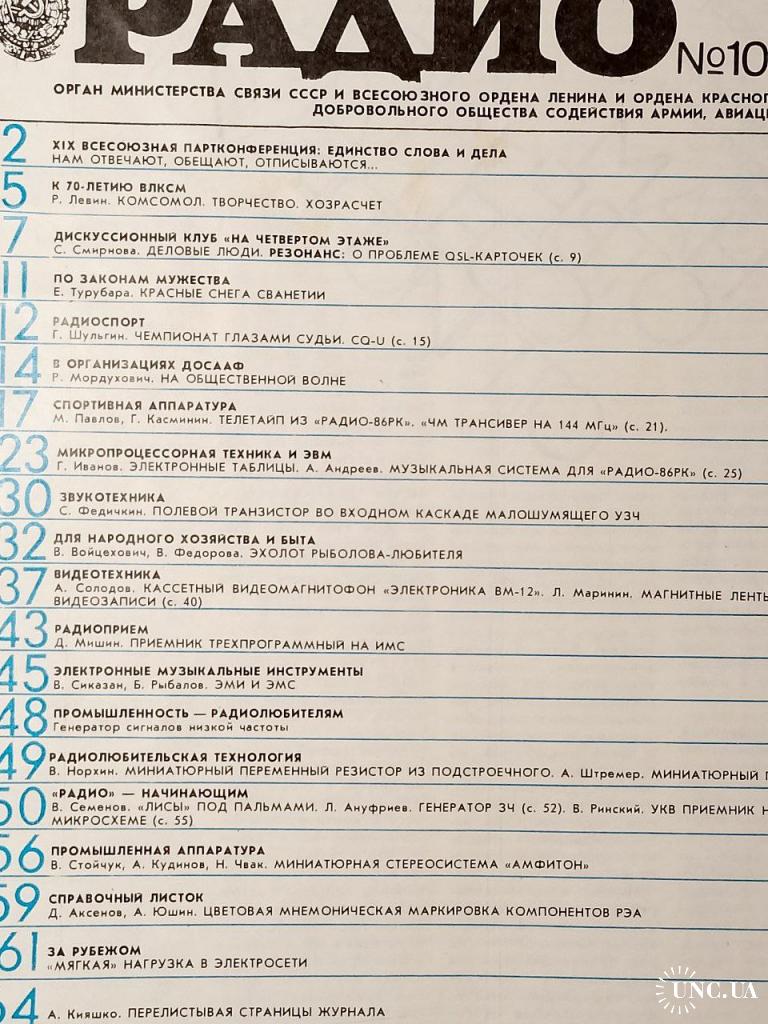 РАДИО №10
ОРГАН МИНИСТЕРСТВА СВЯЗИ СССР И ВСЕСОЮЗНОГО ОРДЕНА ЛЕНИНА И ОРДЕНА
ДОБРОВОЛЬНОГО ОБЩЕСТВА СОДЕЙСТВИЯ АРМИИ,
2 XIX ВСЕСОЮЗНАЯ ПАРТКОНФЕРЕНЦИЯ: ЕДИНСТВО СЛОВА И ДЕЛА
НАМ ОТВЕЧАЮТ, ОБЕЩАЮТ, ОТПИСЫВАЮТСЯ...
5 К 70-ЛЕТИЮ ВЛКСМ
Р. Левин. КОМСОМОЛ. ТВОРЧЕСТВО. ХОЗРАСЧЕТ
7 ДИСКУССИОННЫЙ КЛУБ «НА ЧЕТВЕРТОМ ЭТАЖЕ»
С. Смирнова. ДЕЛОВЫЕ ЛЮДИ. РЕЗОНАНС: О ПРОБЛЕМЕ QSL-КАРТОЧЕК (с. 9)
11 ПО ЗАКОНАМ МУЖЕСТВА
Е. Турубара. КРАСНЫЕ СНЕГА СВАНЕТИИ
12 РАДИОСПОРТ
Г. Шульгин. ЧЕМПИОНАТ ГЛАЗАМИ СУДЬИ. CQ-U (с. 15)
14 В ОРГАНИЗАЦИЯХ ДОСААФ
Р. Мордухович. НА ОБЩЕСТВЕННОЙ ВОЛНЕ
17 СПОРТИВНАЯ АППАРАТУРА
М. Павлов, Г. Касминин. ТЕЛЕТАЙП ИЗ «РАДИО-86РК». «ЧМ ТРАНСИВЕР НА 144 МГц» (с. 21).
23 МИКРОПРОЦЕССОРНАЯ ТЕХНИКА И ЭВМ
Г. Иванов. ЭЛЕКТРОННЫЕ ТАБЛИЦЫ. А. Андреев. МУЗЫКАЛЬНАЯ СИСТЕМА ДЛЯ «РАДИО-86РК» (с. 25)
30 ЗВУКОТЕХНИКА
С. Федичкин. ПОЛЕВОЙ ТРАНЗИСТОР ВО ВХОДНОМ КАСКАДЕ МАЛОШУМЯЩЕГО УЗЧ
32 ДЛЯ НАРОДНОГО ХОЗЯЙСТВА И БЫТА
В. Войцехович, В. Федорова. ЭХОЛОТ РЫБОЛОВА-ЛЮБИТЕЛЯ
37 ВИДЕОТЕХНИКА
А. Солодов. КАССЕТНЫЙ ВИДЕОМАГНИТОФОН «ЭЛЕКТРОНИКА ВМ-12». Л. Маринин. МАГНИТНЫЕ ЛЕНТЫ
ВИДЕОЗАПИСИ (с. 40)
43 РАДИОПРИЕМ
Д. Мишин. ПРИЕМНИК ТРЕХПРОГРАММНЫЙ НА ИМС
45 ЭЛЕКТРОННЫЕ МУЗЫКАЛЬНЫЕ ИНСТРУМЕНТЫ
В. Сиказан, Б. Рыбалов. ЭМИ И ЭМС
48 ПРОМЫШЛЕННОСТЬ — РАДИОЛЮБИТЕЛЯМ
Генератор сигналов низкой частоты
49 РАДИОЛЮБИТЕЛЬСКАЯ ТЕХНОЛОГИЯ
В. Норхин. МИНИАТЮРНЫЙ ПЕРЕМЕННЫЙ РЕЗИСТОР ИЗ ПОДСТРОЕЧНОГО. А. Штремер. МИНИАТЮРНЫЙ
50 «РАДИО» — НАЧИНАЮЩИМ
В. Семенов. «ЛИСЫ» ПОД ПАЛЬМАМИ. Л. Ануфриев. ГЕНЕРАТОР ЗЧ (с. 52). В. Ринский. УКВ ПРИЕМНИК
МИКРОСХЕМЕ (с. 55)
56 ПРОМЫШЛЕННАЯ АППАРАТУРА
В. Стойчук, А. Кудинов, Н. Чвак. МИНИАТЮРНАЯ СТЕРЕОСИСТЕМА «АМФИТОН»
59 СПРАВОЧНЫЙ ЛИСТОК
Д. Аксенов, А. Юшин. ЦВЕТОВАЯ МНЕМОНИЧЕСКАЯ МАРКИРОВКА КОМПОНЕНТОВ РЭА
61 ЗА РУБЕЖОМ
«МЯГКАЯ» НАГРУЗКА В ЭЛЕКТРОСЕТИ
64 А. Кияшко. ПЕРЕЛИСТЫВАЯ СТРАНИЦЫ ЖУРНАЛА
UNC.UA